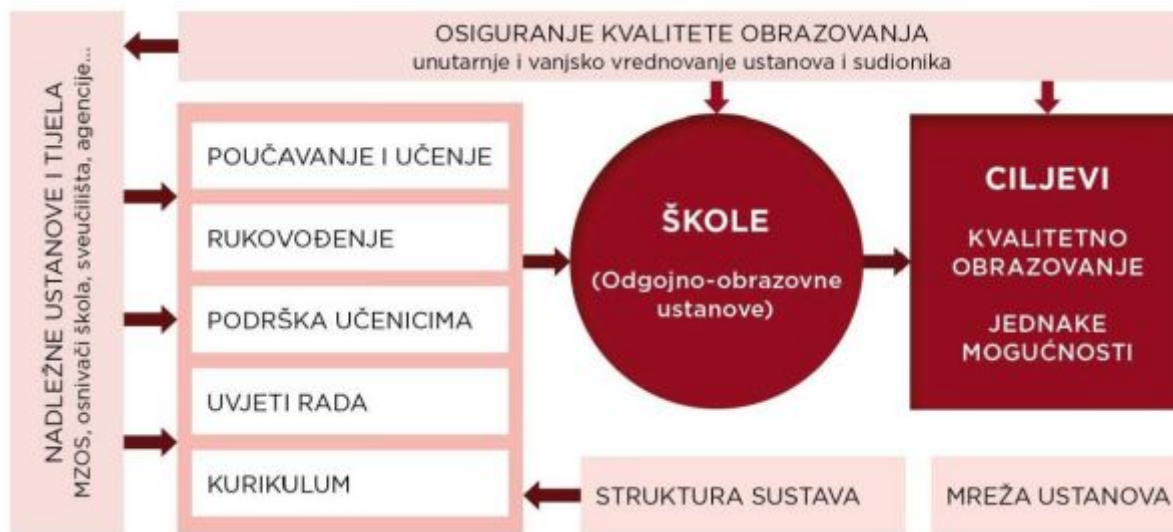 OSIGURANJE KVALITETE OBRAZOVANJA
unutarnje i vanjsko vrednovanje ustanova i sudionika
NADLEŽNE USTANOVE I TIJELA
MZOS, osnivači škola, sveučilišta, agencije...
POUČAVANJE I UČENJE
RUKOVOĐENJE
PODRŠKA UČENICIMA
UVJETI RADA
KURIKULUM
ŠKOLE
(Odgojno-obrazovne
ustanove)
CILJEVI
KVALITETNO
OBRAZOVANJE
JEDNAKE
MOGUĆNOSTI
STRUKTURA SUSTAVA
MREŽA USTANOVA